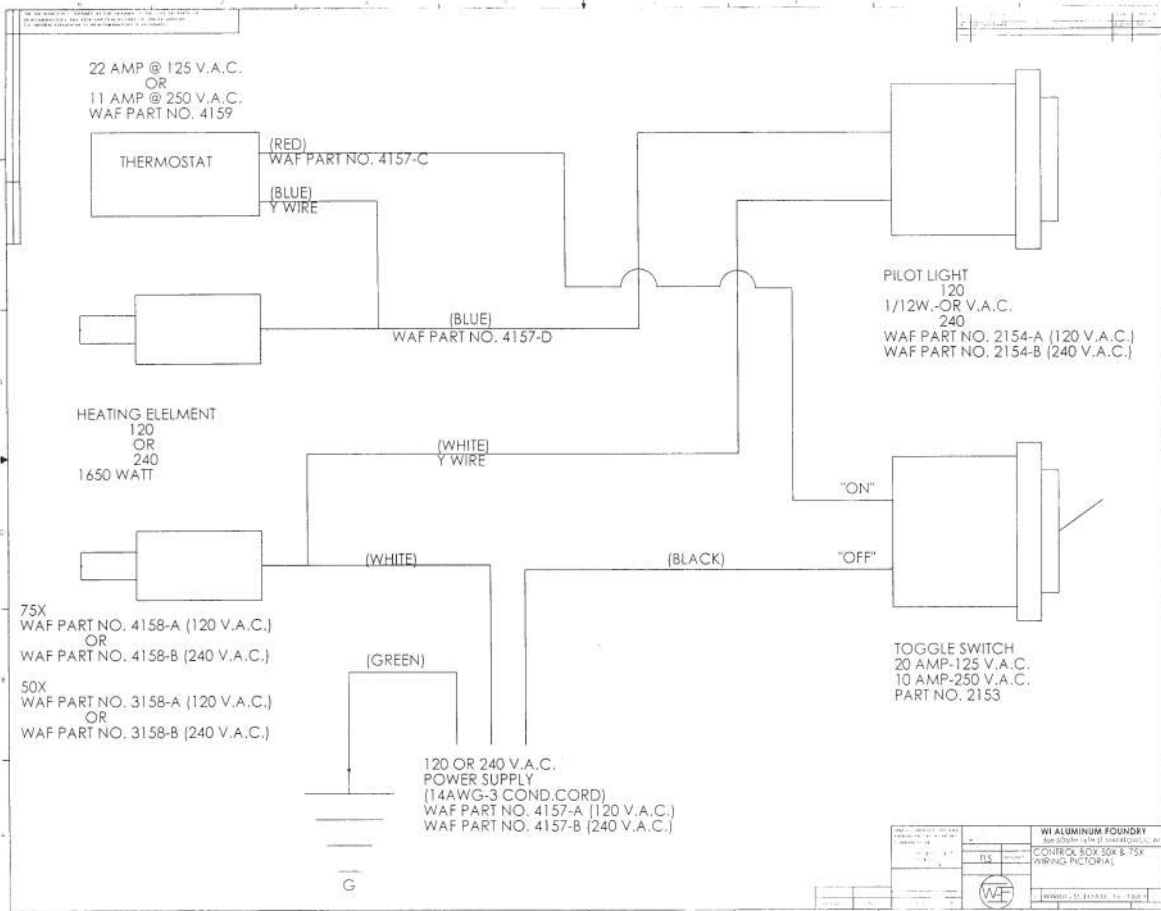 22 AMP @ 125 V.A.C.
OR
11 AMP @ 250 V.A.C.
WAF PART NO. 4159
THERMOSTAT
(RED)
WAF PART NO. 4157-C
(BLUE)
Y WIRE
(BLUE)
WAF PART NO. 4157-D
PILOT LIGHT
120
1/12W.-OR V.A.C.
240
WAF PART NO. 2154-A (120 V.A.C.)
WAF PART NO. 2154-B (240 V.A.C.)
HEATING ELELMENT
120
OR
240
1650 WATT
(WHITE)
Y WIRE
"ON"
(WHITE)
(BLACK)
"OFF"
75X
WAF PART NO. 4158-A (120 V.A.C.)
OR
WAF PART NO. 4158-B (240 V.A.C.)
50X
WAF PART NO. 3158-A (120 V.A.C.)
OR
WAF PART NO. 3158-B (240 V.A.C.)
(GREEN)
TOGGLE SWITCH
20 AMP-125 V.A.C.
10 AMP-250 V.A.C.
PART NO. 2153
120 OR 240 V.A.C.
POWER SUPPLY
(14AWG-3 COND.CORD)
WAF PART NO. 4157-A (120 V.A.C.)
WAF PART NO. 4157-B (240 V.A.C.)
G
WI ALUMINUM FOUNDRY
CONTROL BOX 50X & 75X
WIRING PICTORIAL
TLS
WAF